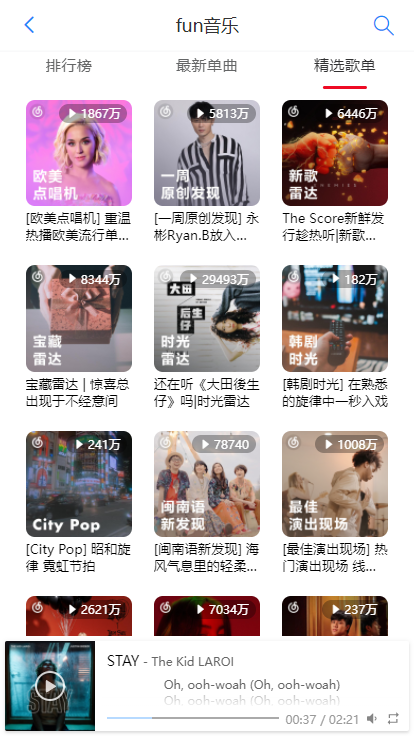 fun音乐
排行榜
最新单曲
精选歌单
1867万
欧美
点唱机
[欧美点唱机] 重温
热播欧美流行单...
5813万
一周
原创发现
[一周原创发现] 永
彬Ryan.B放入...
6446万
新歌
雷达
The Score新鲜发
行趁热听|新歌...
8344万
宝藏
雷达
宝藏雷达 | 惊喜总
出现于不经意间
29493万
大田
后生
仔
时光
雷达
还在听《大田後生
仔》吗|时光雷达
182万
韩剧
时光
[韩剧时光] 在熟悉
的旋律中一秒入戏
241万
City Pop
[City Pop] 昭和旋
律 霓虹节拍
78740
闽南语
新发现
[闽南语新发现] 海
风气息里的轻柔...
1008万
最佳
演出现场
[最佳演出现场] 热
门演出现场 线...
2621万
7034万
237万
STAY
STAY - The Kid LAROI
Oh, ooh-woah (Oh, ooh-woah)
Oh, ooh-woah (Oh, ooh-woah)
00:37 / 02:21